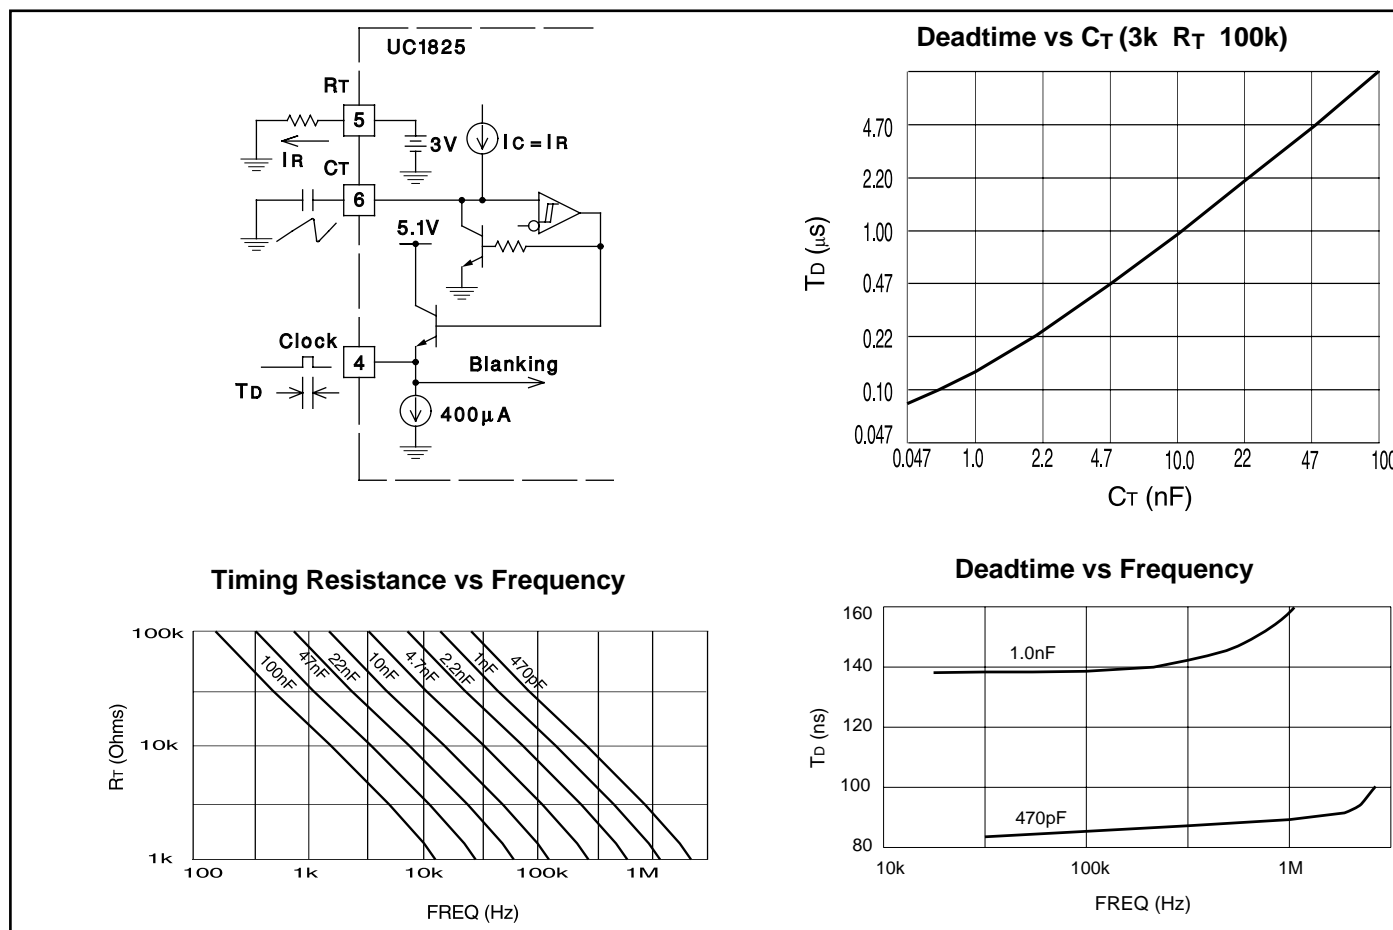 UC1825
RT
5
IR
3V
IC=IR
CT
6
5.1V
Clock
4
TD
Blanking
400µA
Deadtime vs CT (3k RT 100k)
4.70
2.20
1.00
0.47
0.22
0.10
0.047
TD (µs)
0.047 1.0 2.2 4.7 10.0 22 47 100
CT (nF)
Timing Resistance vs Frequency
100k
10k
1k
RT (Ohms)
100nF 47nF 22nF 10nF 4.7nF 2.2nF 1nF 470pF
100 1k 10k 100k 1M
FREQ (Hz)
Deadtime vs Frequency
160
140
120
100
80
TD (ns)
1.0nF
470pF
10k 100k 1M
FREQ (Hz)